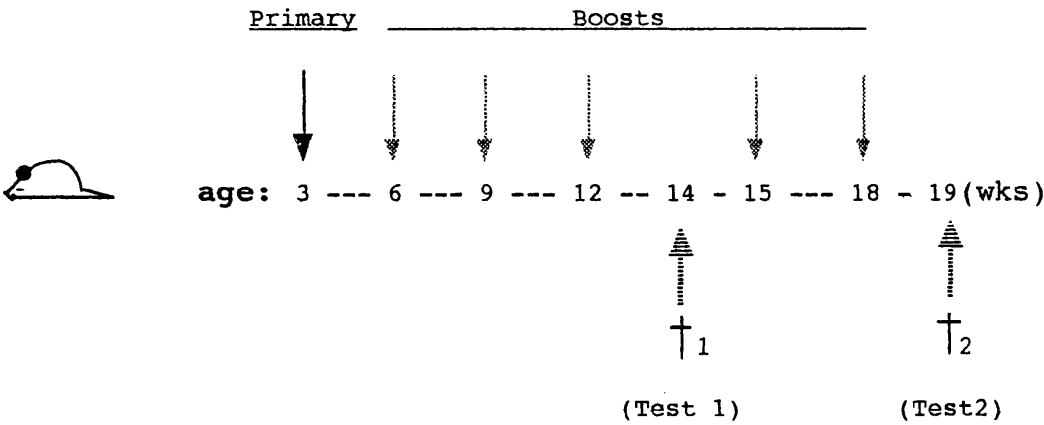 Primary Boosts
age: 3 --- 6 --- 9 --- 12 -- 14 - 15 --- 18 - 19(wks)
†1 †2
(Test 1) (Test2)